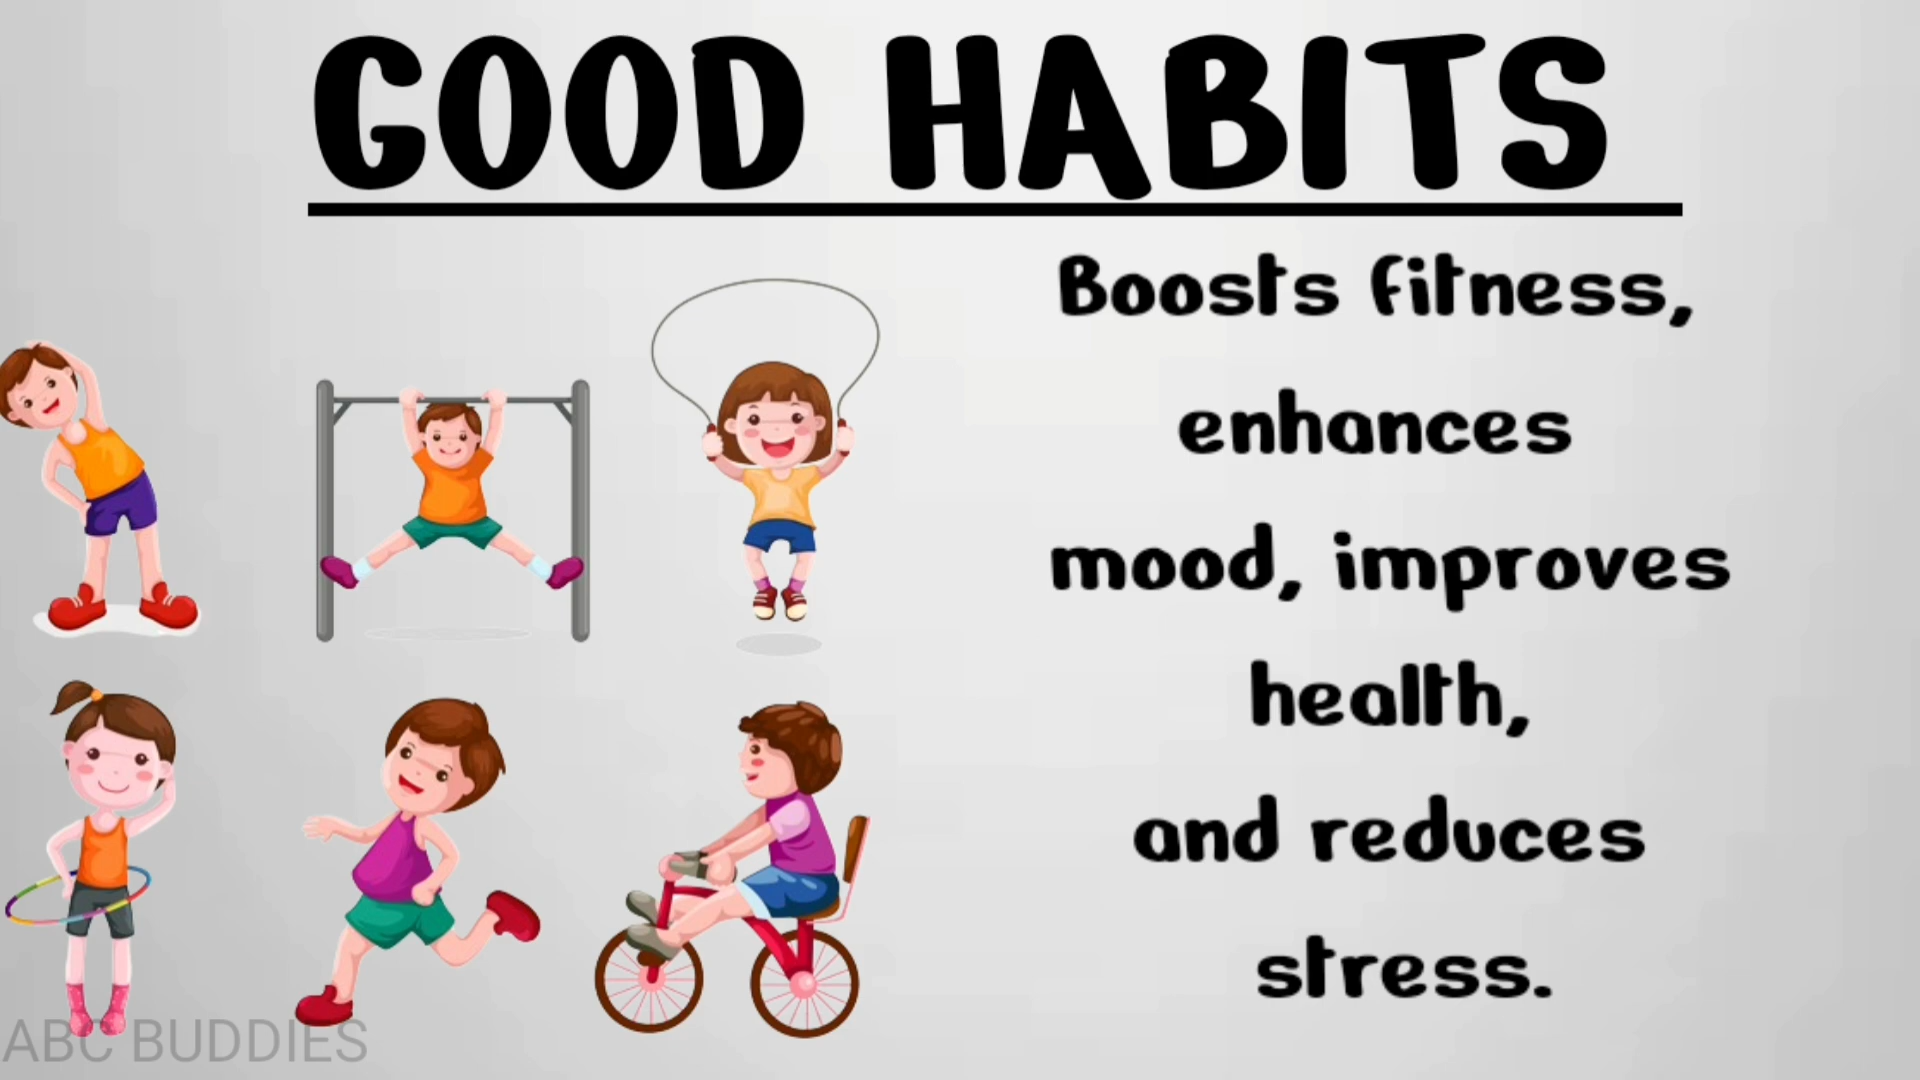 GOOD HABITS
Boosts fitness,
enhances
mood, improves
health,
and reduces
stress.
ABC BUDDIES